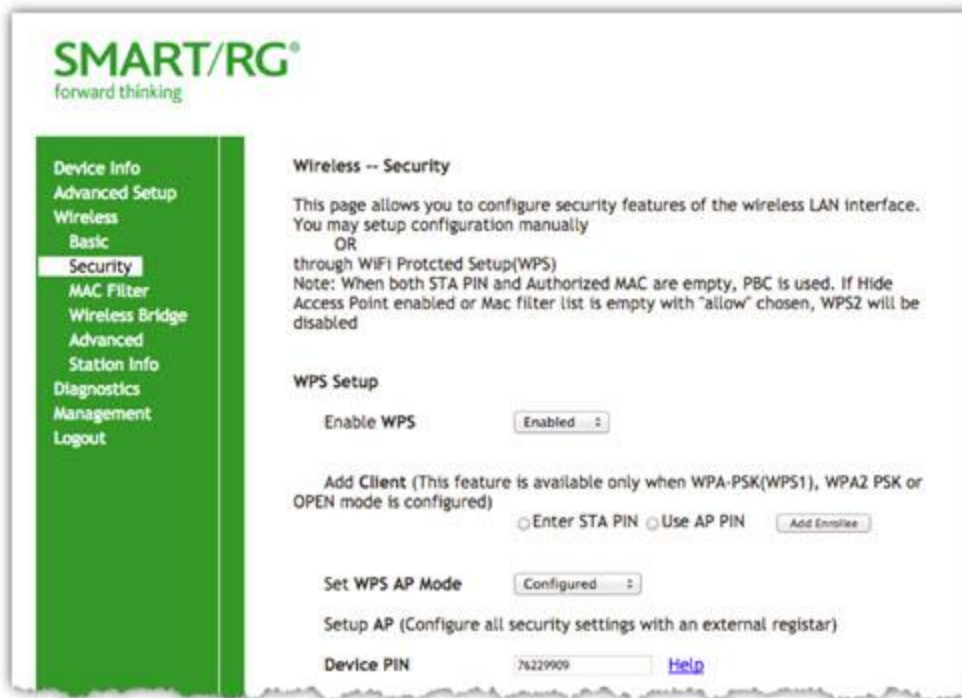 SMART/RG®
forward thinking
Device Info
Advanced Setup
Wireless
Basic
Security
MAC Filter
Wireless Bridge
Advanced
Station Info
Diagnostics
Management
Logout
Wireless -- Security
This page allows you to configure security features of the wireless LAN interface.
You may setup configuration manually
OR
through WiFi Protcted Setup(WPS)
Note: When both STA PIN and Authorized MAC are empty, PBC is used. If Hide
Access Point enabled or Mac filter list is empty with "allow" chosen, WPS2 will be
disabled
WPS Setup
Enable WPS Enabled
Add Client (This feature is available only when WPA-PSK(WPS1), WPA2 PSK or
OPEN mode is configured)
Enter STA PIN Use AP PIN Add Enrollee
Set WPS AP Mode Configured
Setup AP (Configure all security settings with an external registar)
Device PIN 76229909 Help